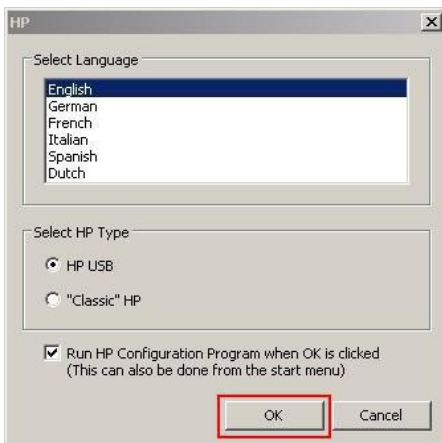 HP
Select Language
English
German
French
Italian
Spanish
Dutch
Select HP Type
HP USB
"Classic" HP
Run HP Configuration Program when OK is clicked
(This can also be done from the start menu)
OK Cancel